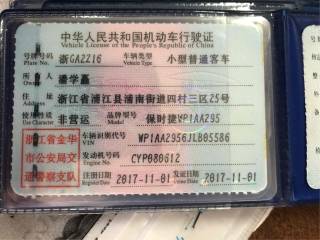 中华人民共和国机动车行驶证
Vehicle License of the People's Republic of China
号牌号码 浙GA2Z16 车辆类型 小型普通客车
Plate No. Vehicle Type
所有人 潘学嘉
住址 浙江省浦江县浦南街道四村三区25号
Address
使用性质 非营运 品牌型号 保时捷WP1AA295
Use Character Model
浙江省金华 车辆识别代号 WP1AA2956JLB05586
VIN
市公安局交 发动机号码 CYP080612
Engine No.
通警察支队 注册日期 2017-11-01 发证日期 2017-11-01
Register Date Issue Date